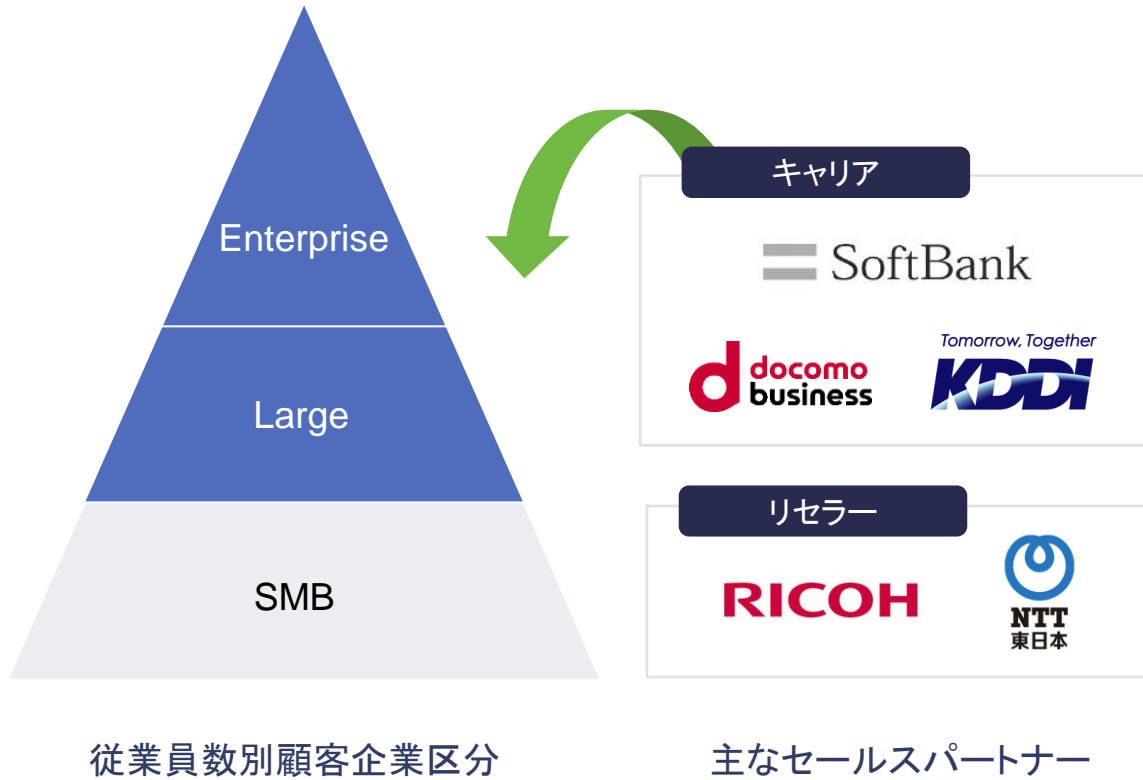 Enterprise
Large
SMB
従業員数別顧客企業区分
キャリア
SoftBank
docomo
business
Tomorrow, Together
KDDI
リセラー
RICOH
NTT
東日本
主なセールスパートナー